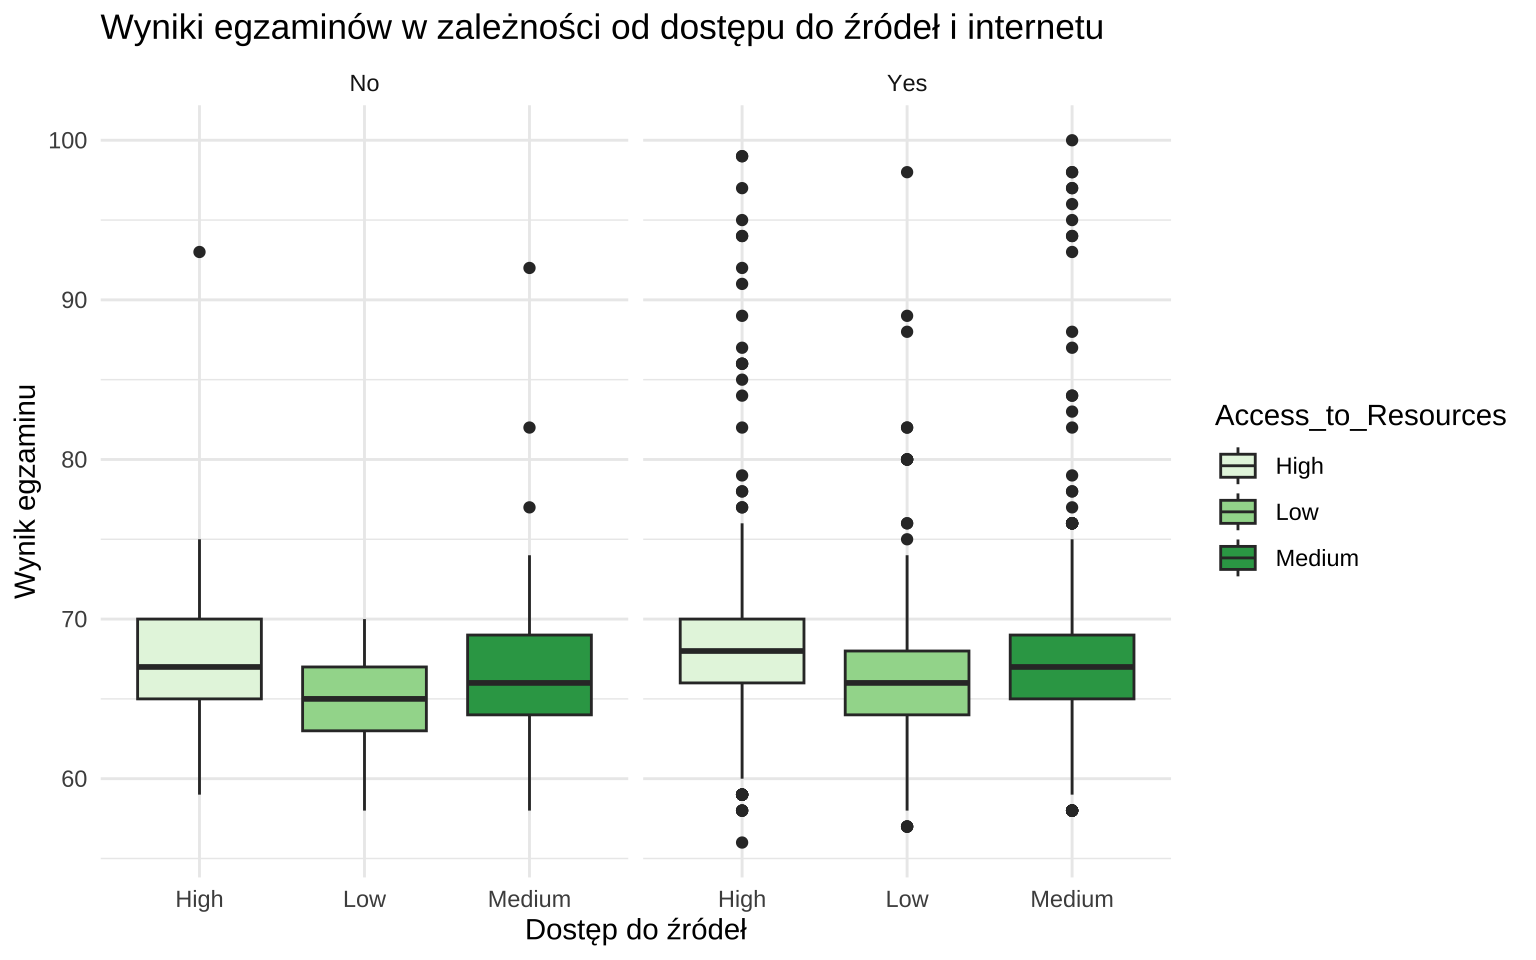 Wyniki egzaminów w zależności od dostępu do źródeł i internetu
No
Yes
100
90
80
70
60
Wynik egzaminu
High
Low
Medium
High
Low
Medium
Dostęp do źródeł
Access_to_Resources
High
Low
Medium